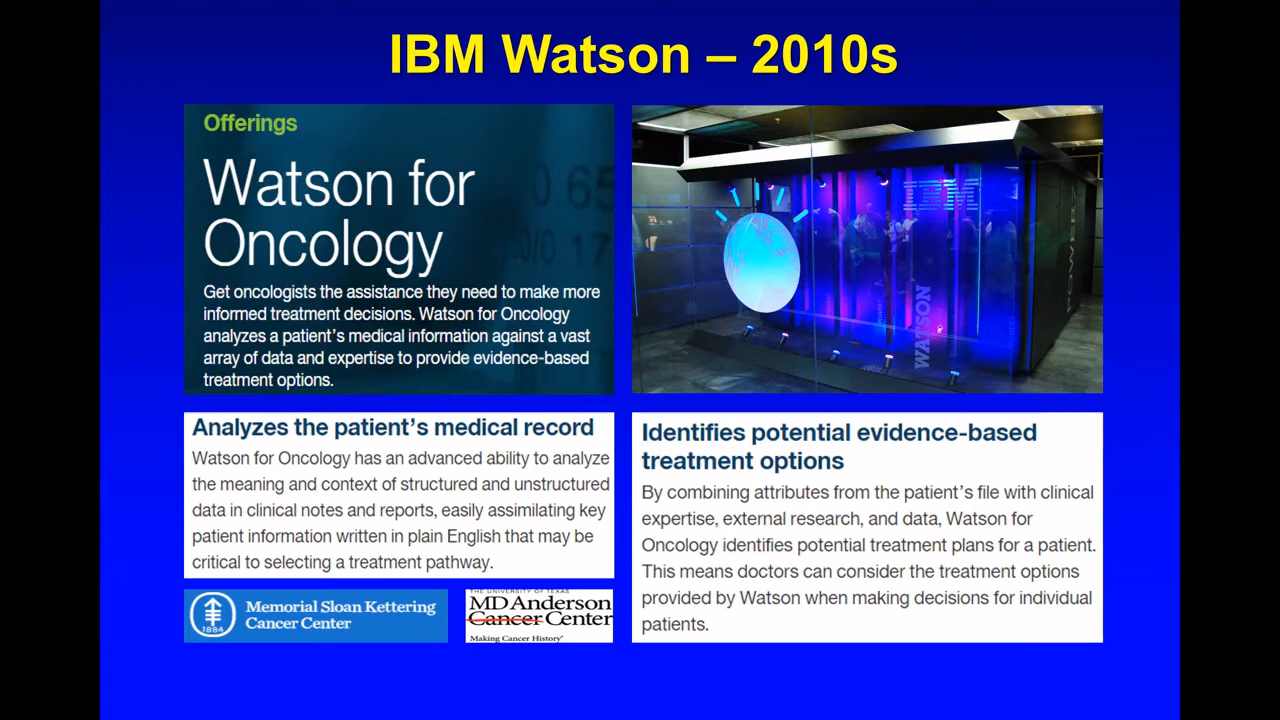 IBM Watson – 2010s
Offerings
Watson for
Oncology
Get oncologists the assistance they need to make more
informed treatment decisions. Watson for Oncology
analyzes a patient's medical information against a vast
array of data and expertise to provide evidence-based
treatment options.
IBM
WATSON
Analyzes the patient's medical record
Watson for Oncology has an advanced ability to analyze
the meaning and context of structured and unstructured
data in clinical notes and reports, easily assimilating key
patient information written in plain English that may be
critical to selecting a treatment pathway.
Identifies potential evidence-based
treatment options
By combining attributes from the patient's file with clinical
expertise, external research, and data, Watson for
Oncology identifies potential treatment plans for a patient.
This means doctors can consider the treatment options
provided by Watson when making decisions for individual
patients.
1884
Memorial Sloan Kettering
Cancer Center
THE UNIVERSITY OF TEXAS
MD Anderson
Cancer Center
Making Cancer History®